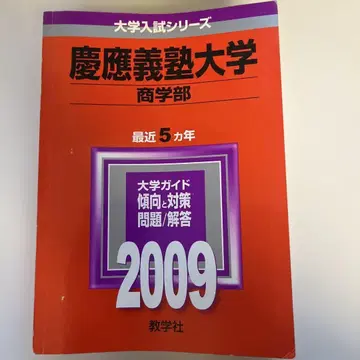 大学入試シリーズ
慶應義塾大学
商学部
最近5ヵ年
大学ガイド
傾向と対策
問題/解答
2009
教学社